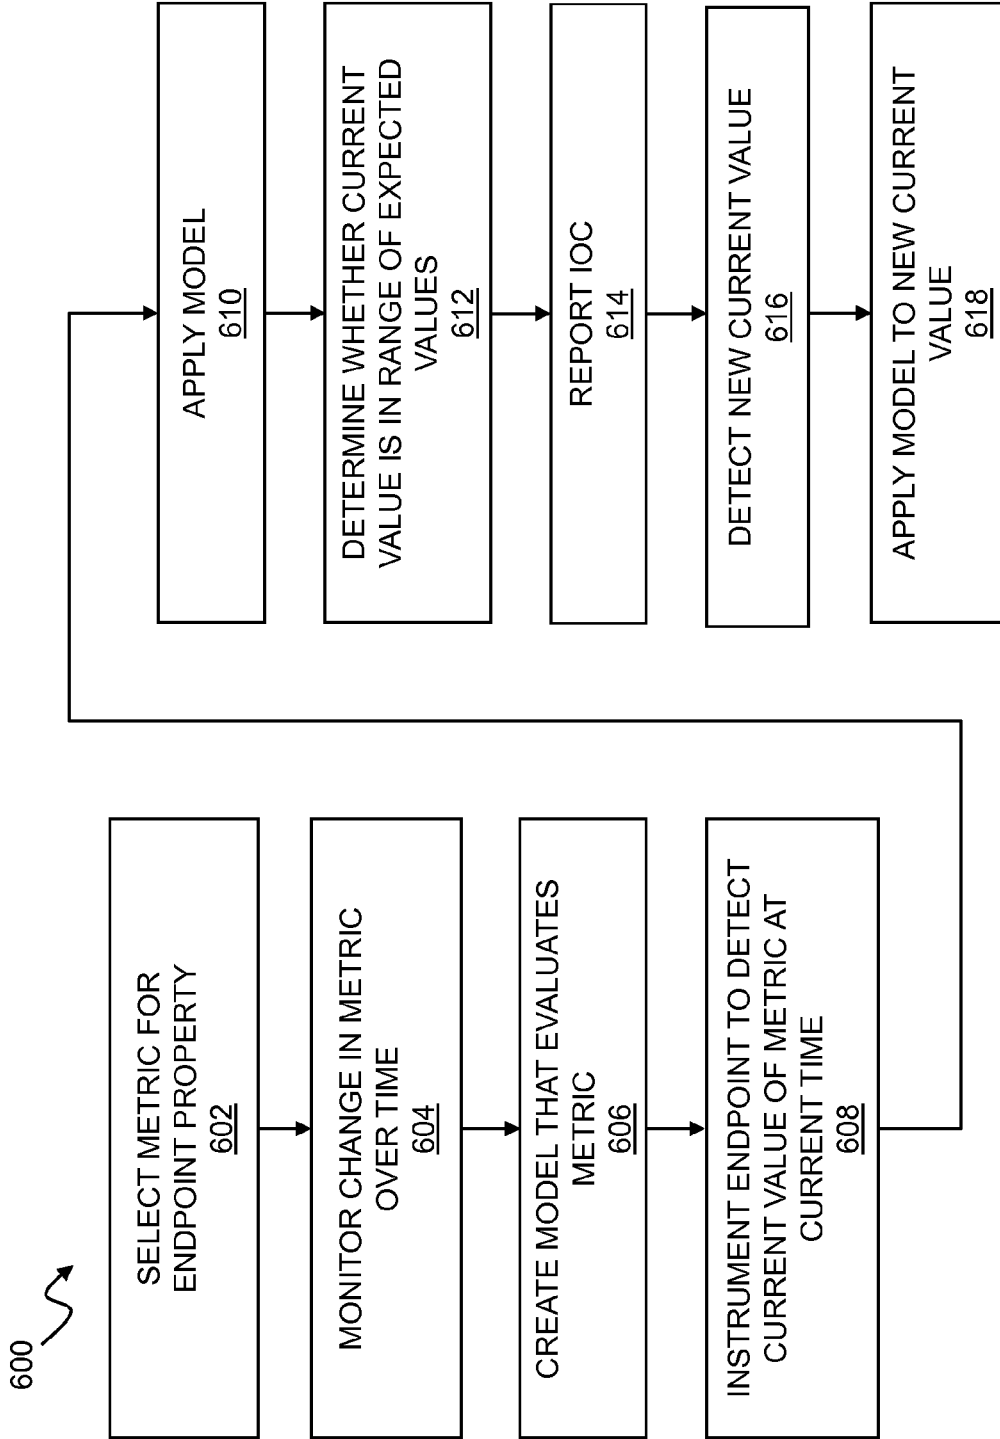 600
SELECT METRIC FOR
ENDPOINT PROPERTY
602
MONITOR CHANGE IN METRIC
OVER TIME
604
CREATE MODEL THAT EVALUATES
METRIC
606
INSTRUMENT ENDPOINT TO DETECT
CURRENT VALUE OF METRIC AT
CURRENT TIME
608
APPLY MODEL
610
DETERMINE WHETHER CURRENT
VALUE IS IN RANGE OF EXPECTED
VALUES
612
REPORT IOC
614
DETECT NEW CURRENT VALUE
616
APPLY MODEL TO NEW CURRENT
VALUE
618